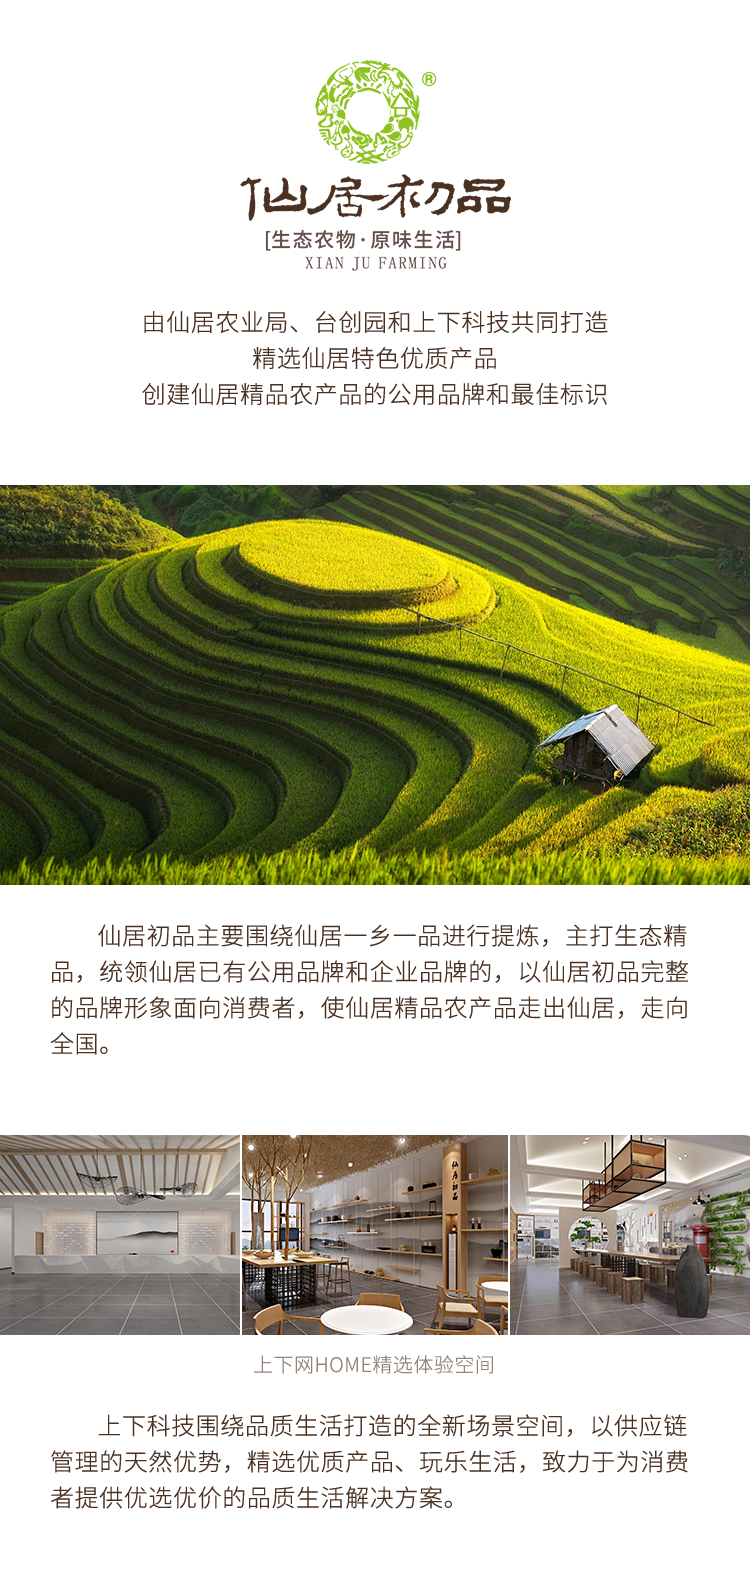 ®
仙居初品
[生态农物·原味生活]
XIAN JU FARMING
由仙居农业局、台创园和上下科技共同打造
精选仙居特色优质产品
创建仙居精品农产品的公用品牌和最佳标识
仙居初品主要围绕仙居一乡一品进行提炼，主打生态精
品，统领仙居已有公用品牌和企业品牌的，以仙居初品完整
的品牌形象面向消费者，使仙居精品农产品走出仙居，走向
全国。
仙居初品
上下网HOME精选体验空间
上下科技围绕品质生活打造的全新场景空间，以供应链
管理的天然优势，精选优质产品、玩乐生活，致力于为消费
者提供优选优价的品质生活解决方案。